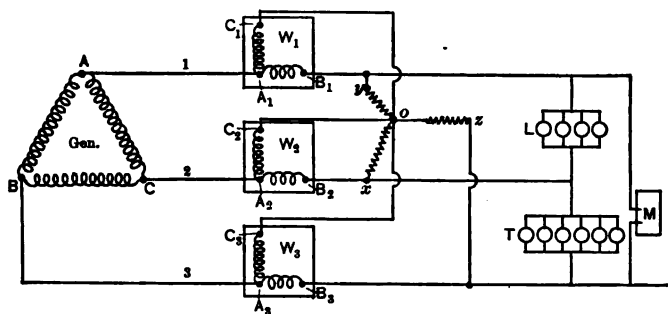 C1 W1
A 1 A1 B1 y
o z
Gen. L
C2 W2
B C 2 A2 B2 x
M
T
C3 W3
3 A3 B3